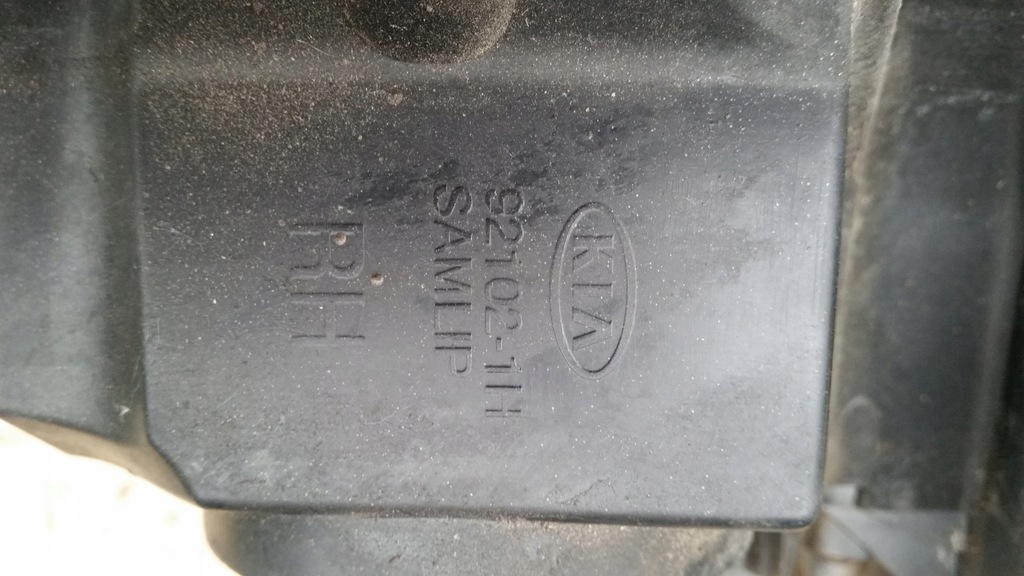 KIA
92102-1H
SAMLIP
RH